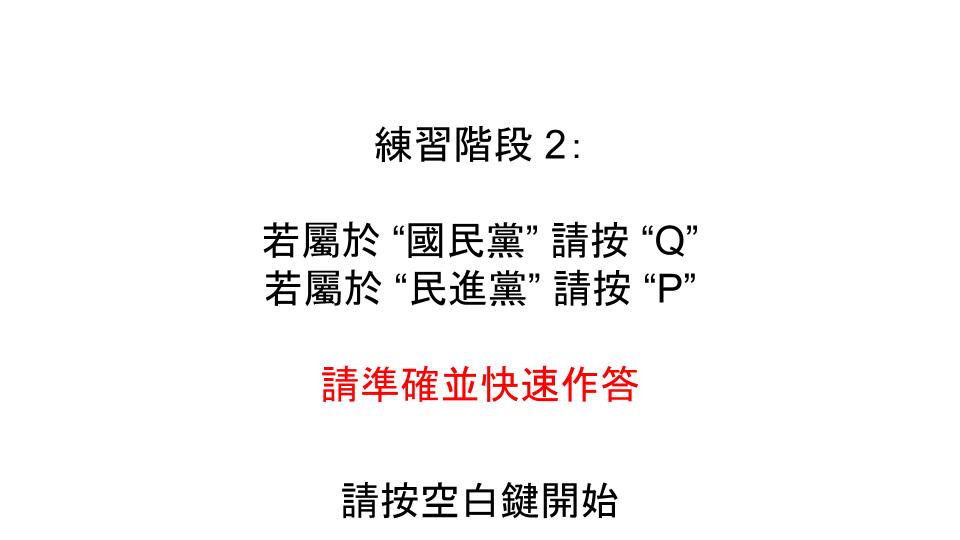 練習階段 2:
若屬於 “國民黨” 請按 “Q”
若屬於 “民進黨” 請按 “P”
請準確並快速作答
請按空白鍵開始